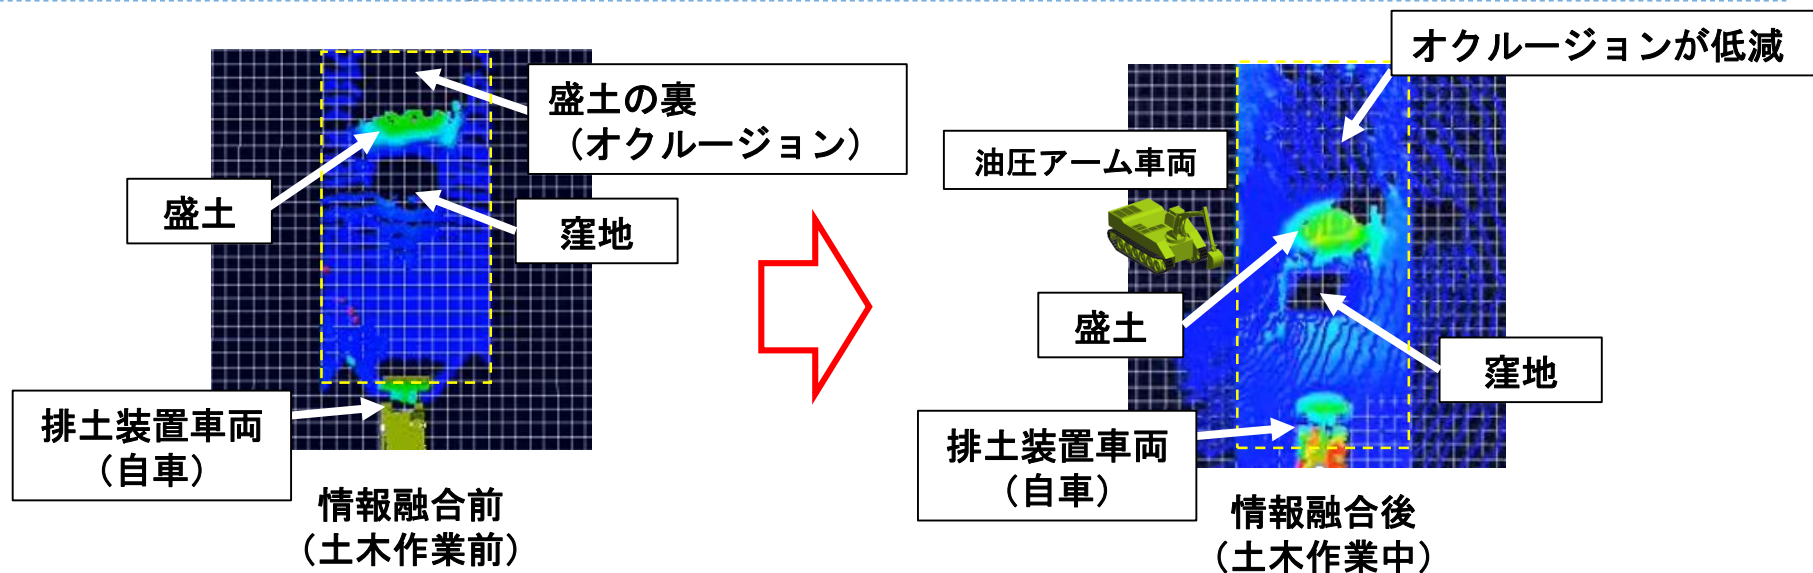 盛土の裏
（オクルージョン）
盛土
窪地
排土装置車両
（自車）
情報融合前
（土木作業前）
オクルージョンが低減
油圧アーム車両
盛土
窪地
排土装置車両
（自車）
情報融合後
（土木作業中）